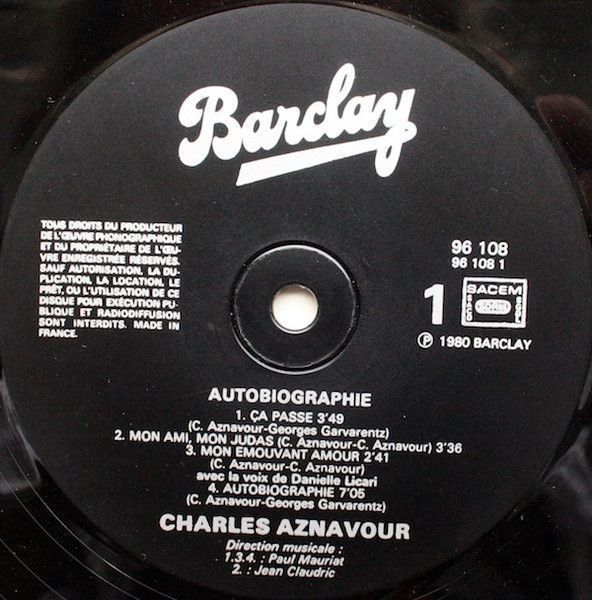 Barclay
TOUS DROITS DU PRODUCTEUR
DE L'ŒUVRE PHONOGRAPHIQUE
ET DU PROPRIÉTAIRE DE L'ŒU-
VRE ENREGISTRÉE RÉSERVÉS.
SAUF AUTORISATION, LA DU-
PLICATION, LA LOCATION, LE
PRÊT, OU L'UTILISATION DE CE
DISQUE POUR EXÉCUTION PU-
BLIQUE ET RADIODIFFUSION
SONT INTERDITS. MADE IN
FRANCE.
96 108
96 108 1
1
SACEM
℗ 1980 BARCLAY
AUTOBIOGRAPHIE
1. ÇA PASSE 3'49
(C. Aznavour-Georges Garvarentz)
2. MON AMI, MON JUDAS (C. Aznavour-C. Aznavour) 3'36
3. MON EMOUVANT AMOUR 2'41
(C. Aznavour-C. Aznavour)
avec la voix de Danielle Licari
4. AUTOBIOGRAPHIE 7'05
(C. Aznavour-Georges Garvarentz)
CHARLES AZNAVOUR
Direction musicale :
1.3.4. : Paul Mauriat
2. : Jean Claudric